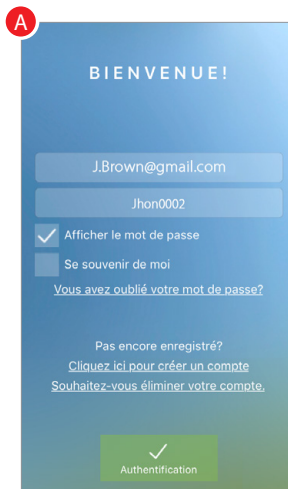 A
BIENVENUE!
J.Brown@gmail.com
Jhon0002
Afficher le mot de passe
Se souvenir de moi
Vous avez oublié votre mot de passe?
Pas encore enregistré?
Cliquez ici pour créer un compte
Souhaitez-vous éliminer votre compte.
Authentification